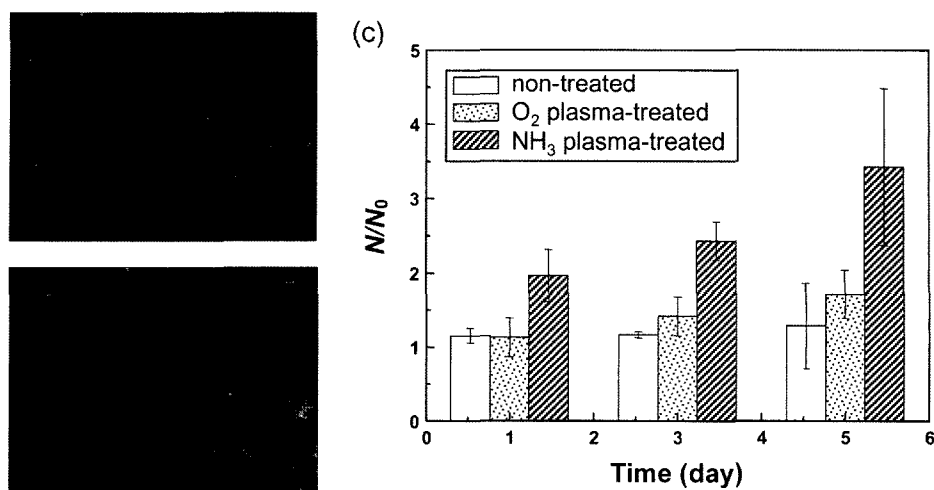 (c)
5
4
3
2
1
0
N/N₀
non-treated
O₂ plasma-treated
NH₃ plasma-treated
0 1 2 3 4 5 6
Time (day)